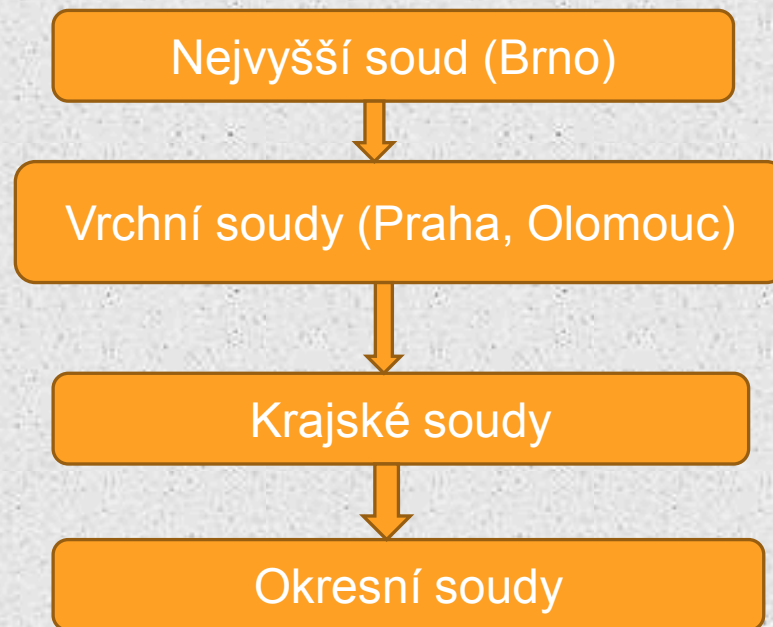 Nejvyšší soud (Brno)
Vrchní soudy (Praha, Olomouc)
Krajské soudy
Okresní soudy